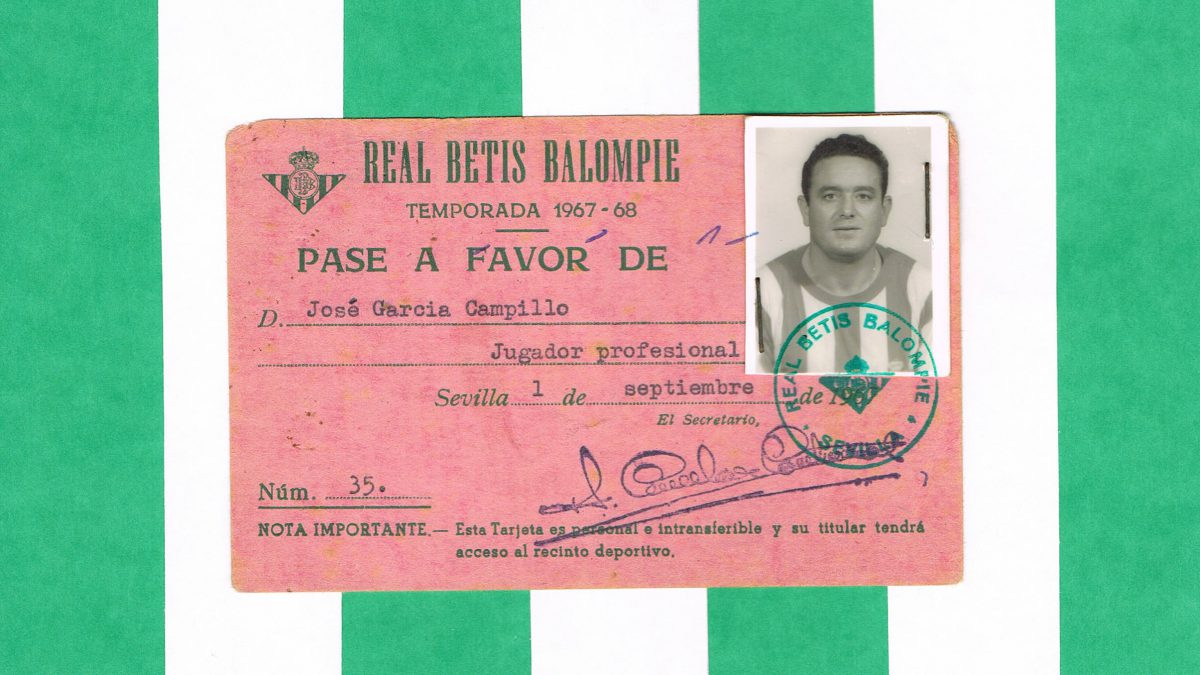 REAL BETIS BALOMPIE
TEMPORADA 1967-68
PASE A FAVOR DE
D. José Garcia Campillo
Jugador profesional
Sevilla 1 de septiembre de 196
El Secretario,
REAL BETIS BALOMPIE
SEVILLA
Núm. 35.
NOTA IMPORTANTE.— Esta Tarjeta es personal e intransferible y su titular tendrá
acceso al recinto deportivo.